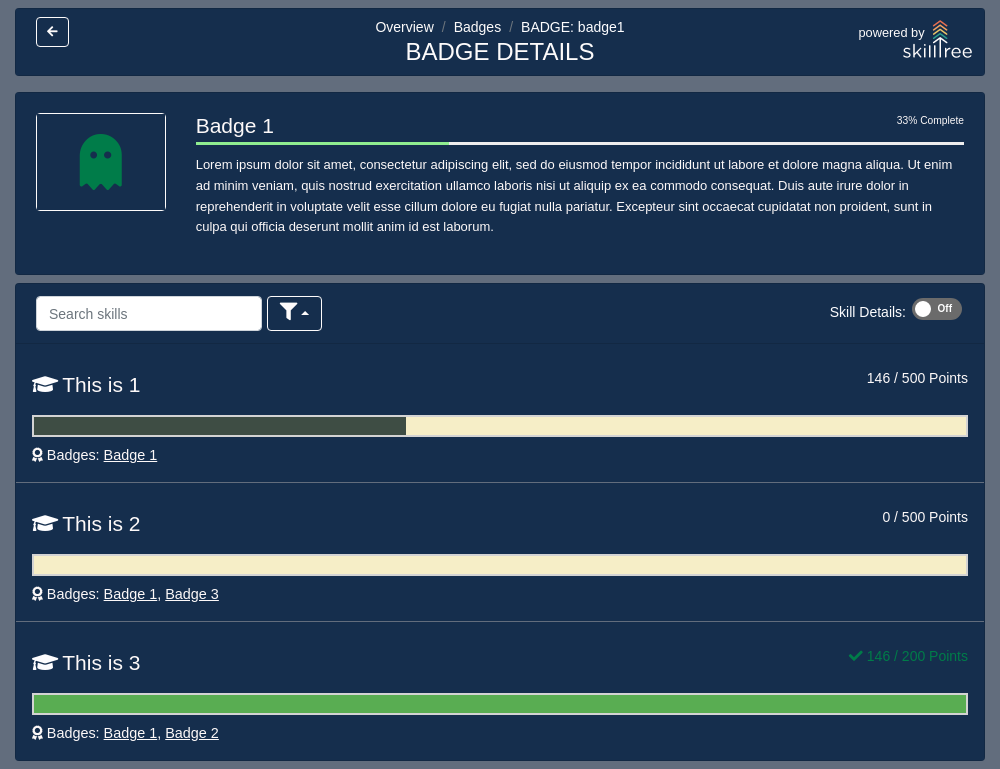 Overview / Badges / BADGE: badge1
BADGE DETAILS
powered by
skilltree
Badge 1
33% Complete
Lorem ipsum dolor sit amet, consectetur adipiscing elit, sed do eiusmod tempor incididunt ut labore et dolore magna aliqua. Ut enim
ad minim veniam, quis nostrud exercitation ullamco laboris nisi ut aliquip ex ea commodo consequat. Duis aute irure dolor in
reprehenderit in voluptate velit esse cillum dolore eu fugiat nulla pariatur. Excepteur sint occaecat cupidatat non proident, sunt in
culpa qui officia deserunt mollit anim id est laborum.
Search skills
Skill Details: Off
This is 1
146 / 500 Points
Badges: Badge 1
This is 2
0 / 500 Points
Badges: Badge 1, Badge 3
This is 3
146 / 200 Points
Badges: Badge 1, Badge 2